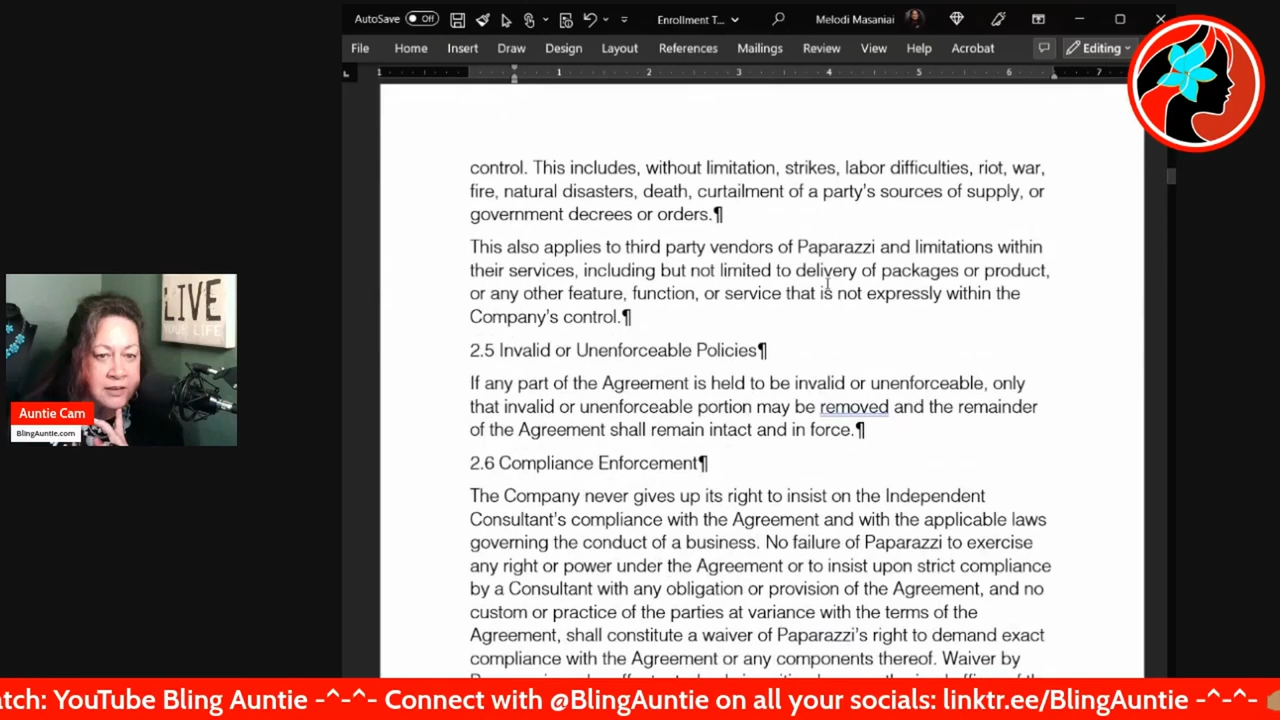 AutoSave Off Enrollment T... Melodi Masaniai
File Home Insert Draw Design Layout References Mailings Review View Help Acrobat Editing
1 1 2 3 4 5 6 7
control. This includes, without limitation, strikes, labor difficulties, riot, war,
fire, natural disasters, death, curtailment of a party's sources of supply, or
government decrees or orders.¶
This also applies to third party vendors of Paparazzi and limitations within
their services, including but not limited to delivery of packages or product,
or any other feature, function, or service that is not expressly within the
Company's control.¶
2.5 Invalid or Unenforceable Policies¶
If any part of the Agreement is held to be invalid or unenforceable, only
that invalid or unenforceable portion may be removed and the remainder
of the Agreement shall remain intact and in force.¶
2.6 Compliance Enforcement¶
The Company never gives up its right to insist on the Independent
Consultant's compliance with the Agreement and with the applicable laws
governing the conduct of a business. No failure of Paparazzi to exercise
any right or power under the Agreement or to insist upon strict compliance
by a Consultant with any obligation or provision of the Agreement, and no
custom or practice of the parties at variance with the terms of the
Agreement, shall constitute a waiver of Paparazzi's right to demand exact
compliance with the Agreement or any components thereof. Waiver by
LIVE
YOUR LIFE
Auntie Cam
BlingAuntie.com
atch: YouTube Bling Auntie -^-^- Connect with @BlingAuntie on all your socials: linktr.ee/BlingAuntie -^-^-